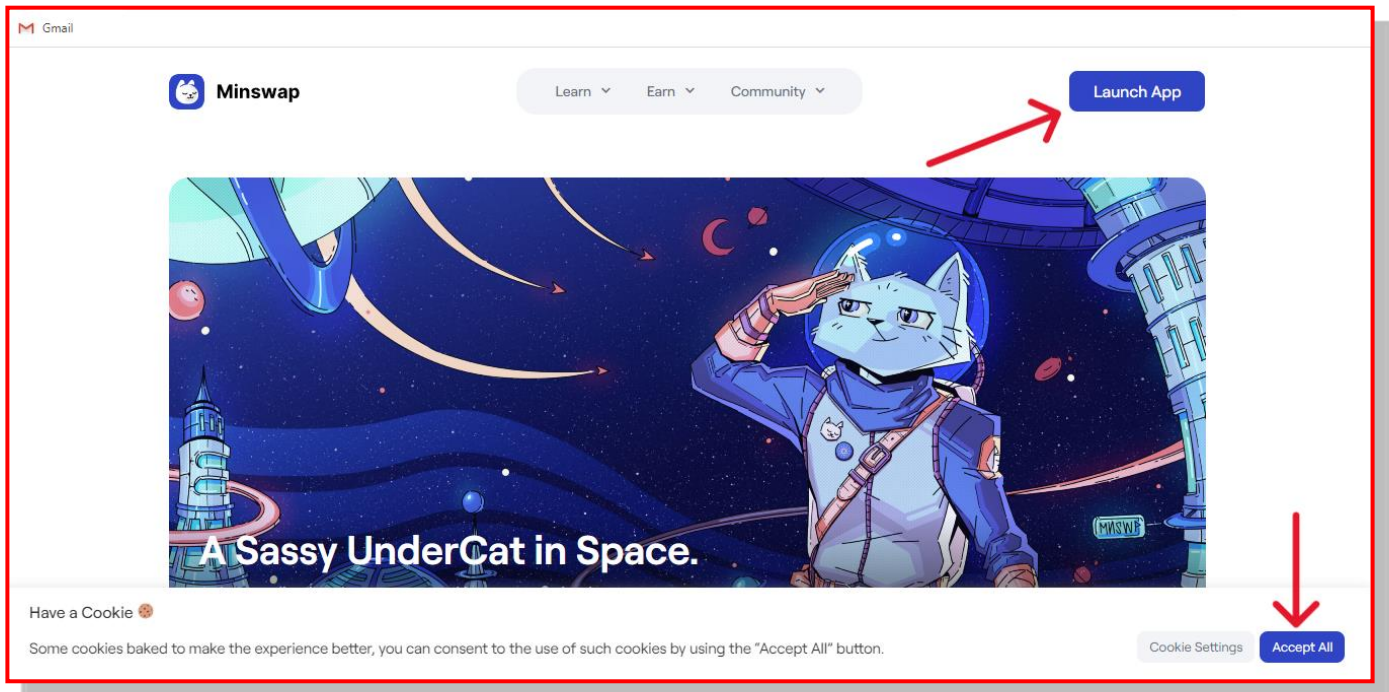 Gmail
Minswap
Learn
Earn
Community
Launch App
MINSWP
A Sassy UnderCat in Space.
Have a Cookie 🍪
Some cookies baked to make the experience better, you can consent to the use of such cookies by using the "Accept All" button.
Cookie Settings
Accept All